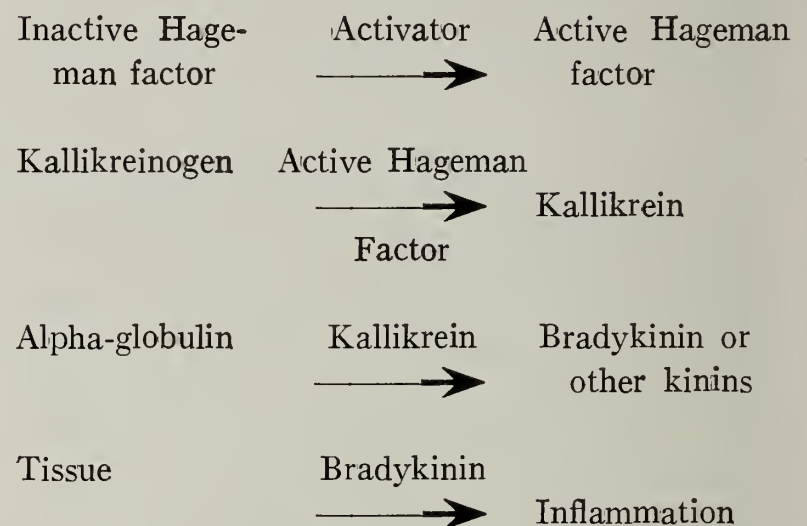 Inactive Hage- Activator Active Hageman
man factor factor
Kallikreinogen Active Hageman
Kallikrein
Factor
Alpha-globulin Kallikrein Bradykinin or
other kinins
Tissue Bradykinin
Inflammation